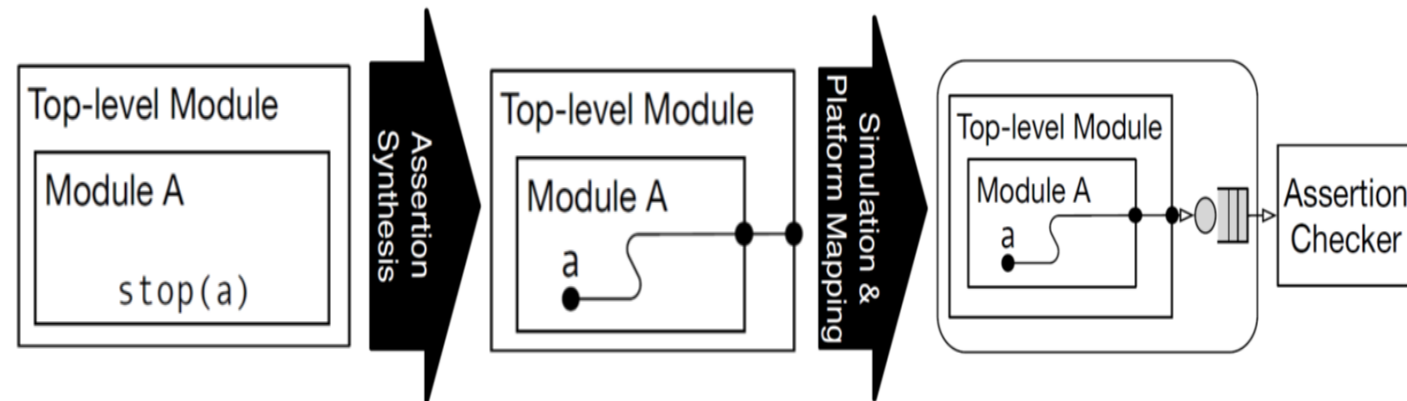 Top-level Module
Module A
stop(a)
Assertion
Synthesis
Top-level Module
Module A
a
Simulation &
Platform Mapping
Top-level Module
Module A
a
Assertion
Checker